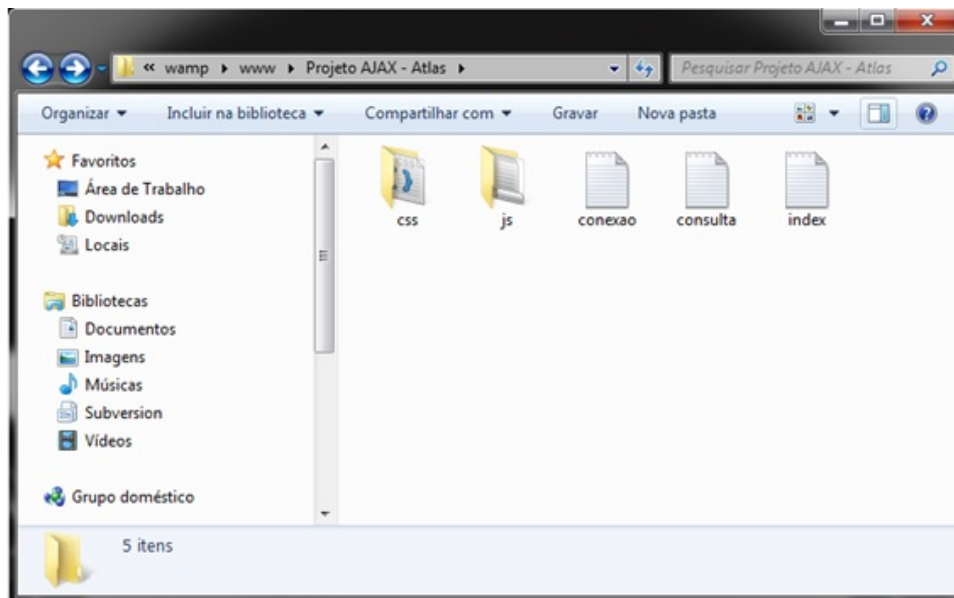 « wamp ▸ www ▸ Projeto AJAX - Atlas ▸
Pesquisar Projeto AJAX - Atlas
Organizar Incluir na biblioteca Compartilhar com Gravar Nova pasta
Favoritos
Área de Trabalho
Downloads
Locais
Bibliotecas
Documentos
Imagens
Músicas
Subversion
Vídeos
Grupo doméstico
css js conexao consulta index
5 itens